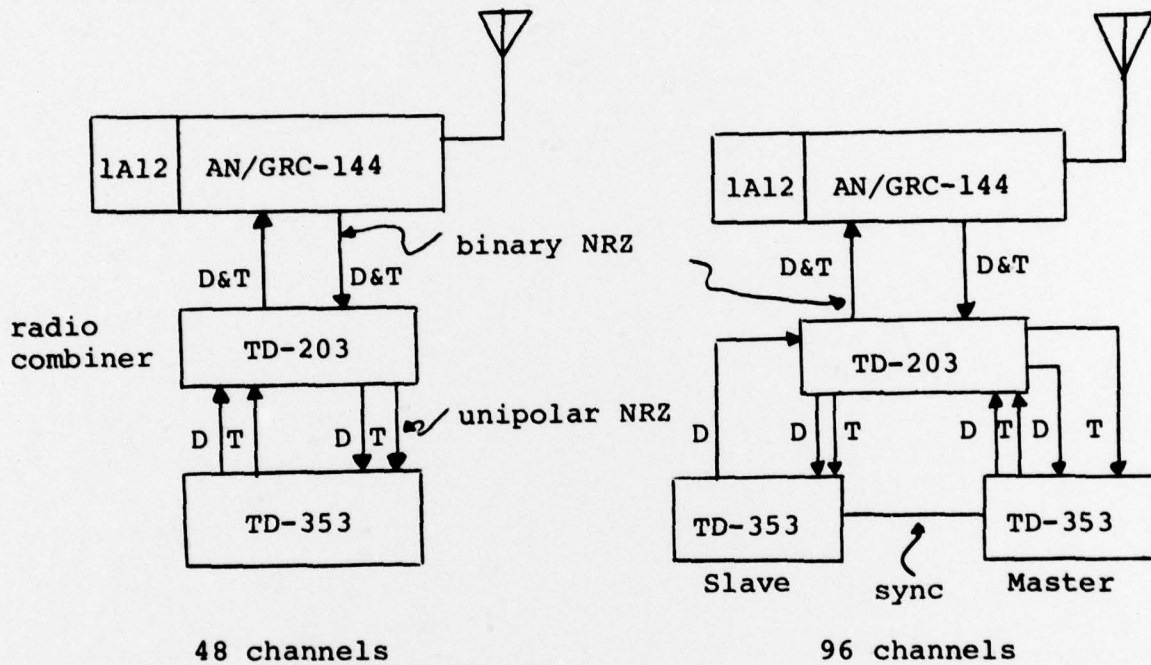 1A12 AN/GRC-144
binary NRZ
D&T D&T
radio
combiner
TD-203
unipolar NRZ
D T D T
TD-353
48 channels
1A12 AN/GRC-144
D&T D&T
TD-203
D D T D T D T
TD-353 TD-353
Slave sync Master
96 channels